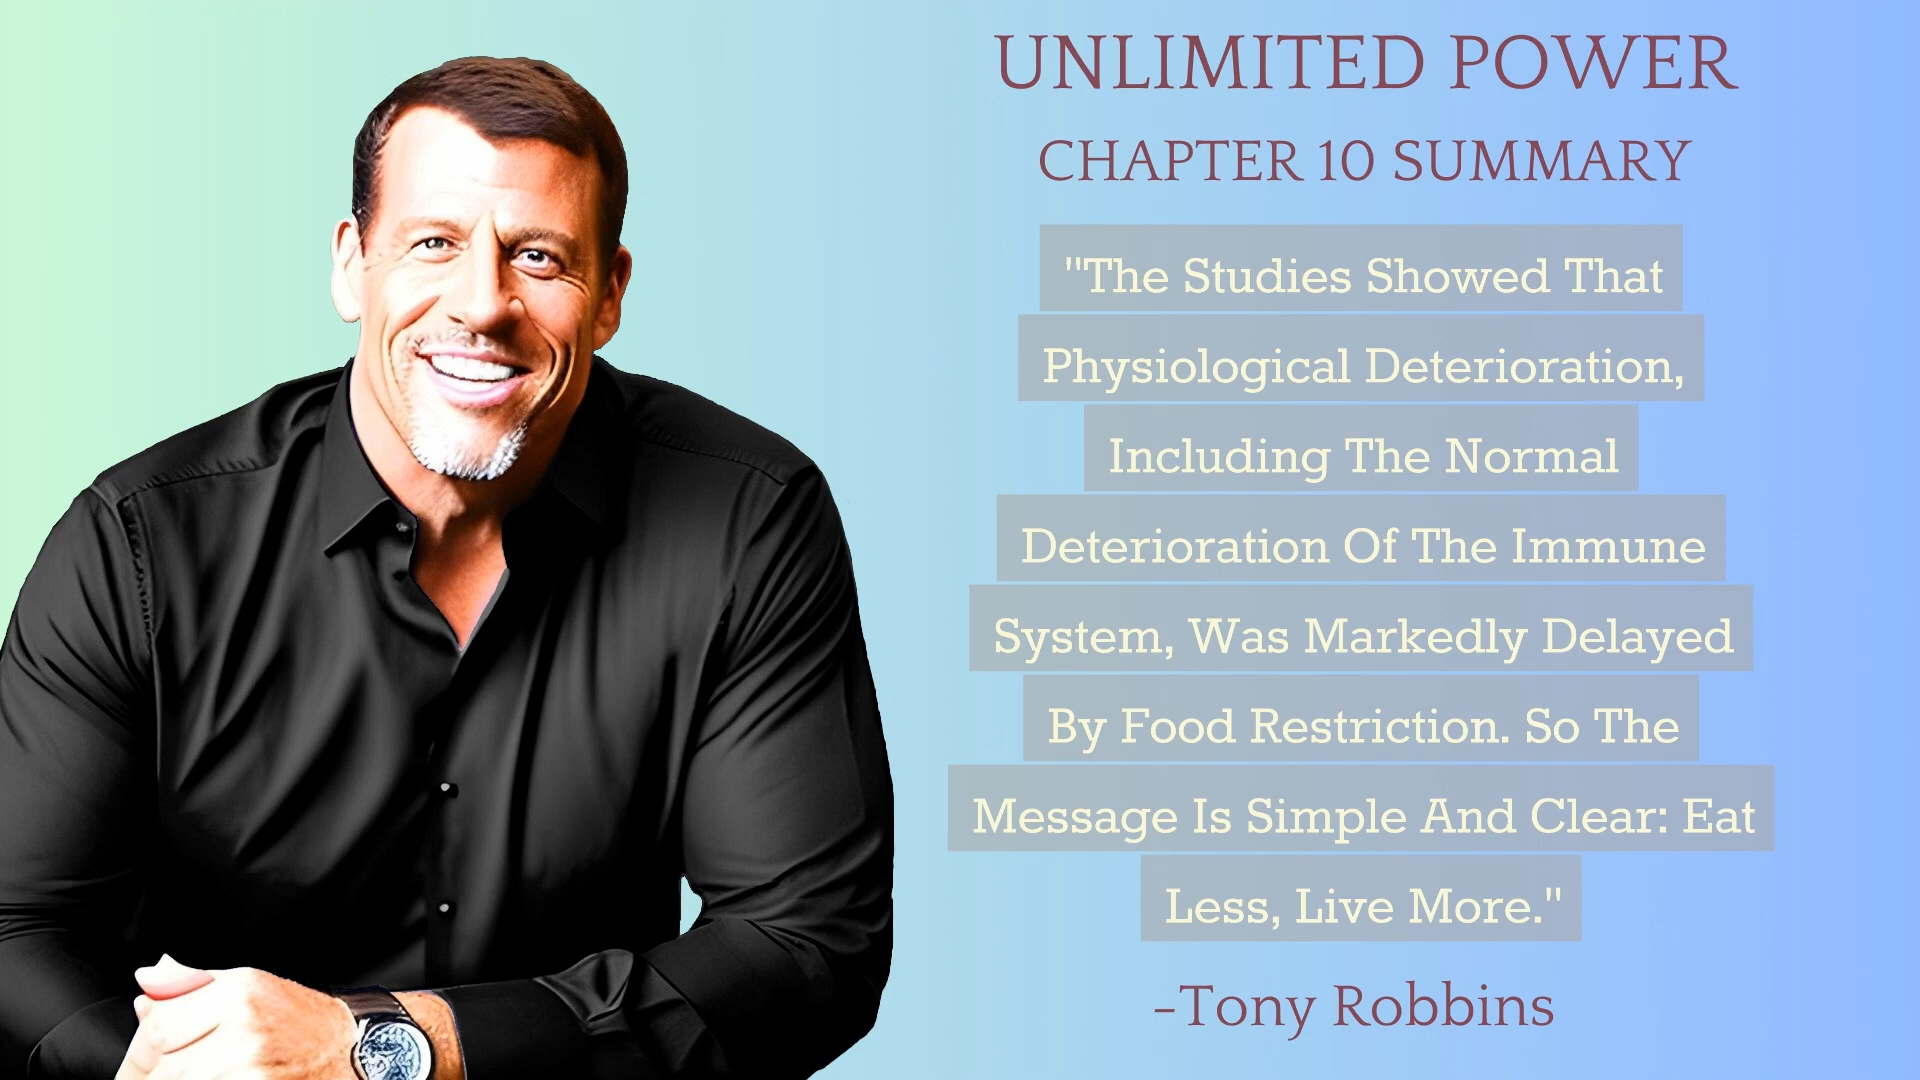 UNLIMITED POWER
CHAPTER 10 SUMMARY
"The Studies Showed That
Physiological Deterioration,
Including The Normal
Deterioration Of The Immune
System, Was Markedly Delayed
By Food Restriction. So The
Message Is Simple And Clear: Eat
Less, Live More."
-Tony Robbins